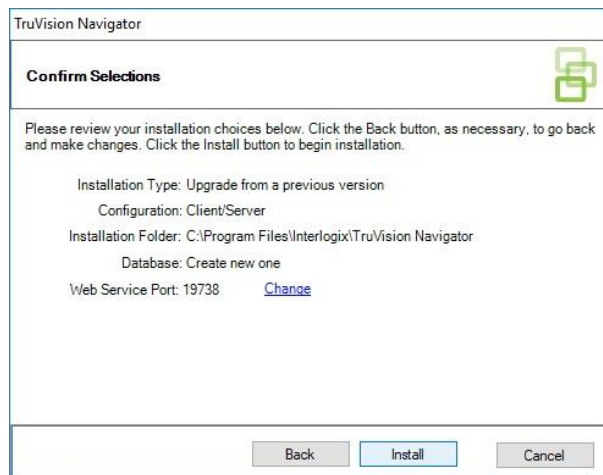 TruVision Navigator
Confirm Selections
Please review your installation choices below. Click the Back button, as necessary, to go back
and make changes. Click the Install button to begin installation.
Installation Type: Upgrade from a previous version
Configuration: Client/Server
Installation Folder: C:\Program Files\Interlogix\TruVision Navigator
Database: Create new one
Web Service Port: 19738 Change
Back Install Cancel